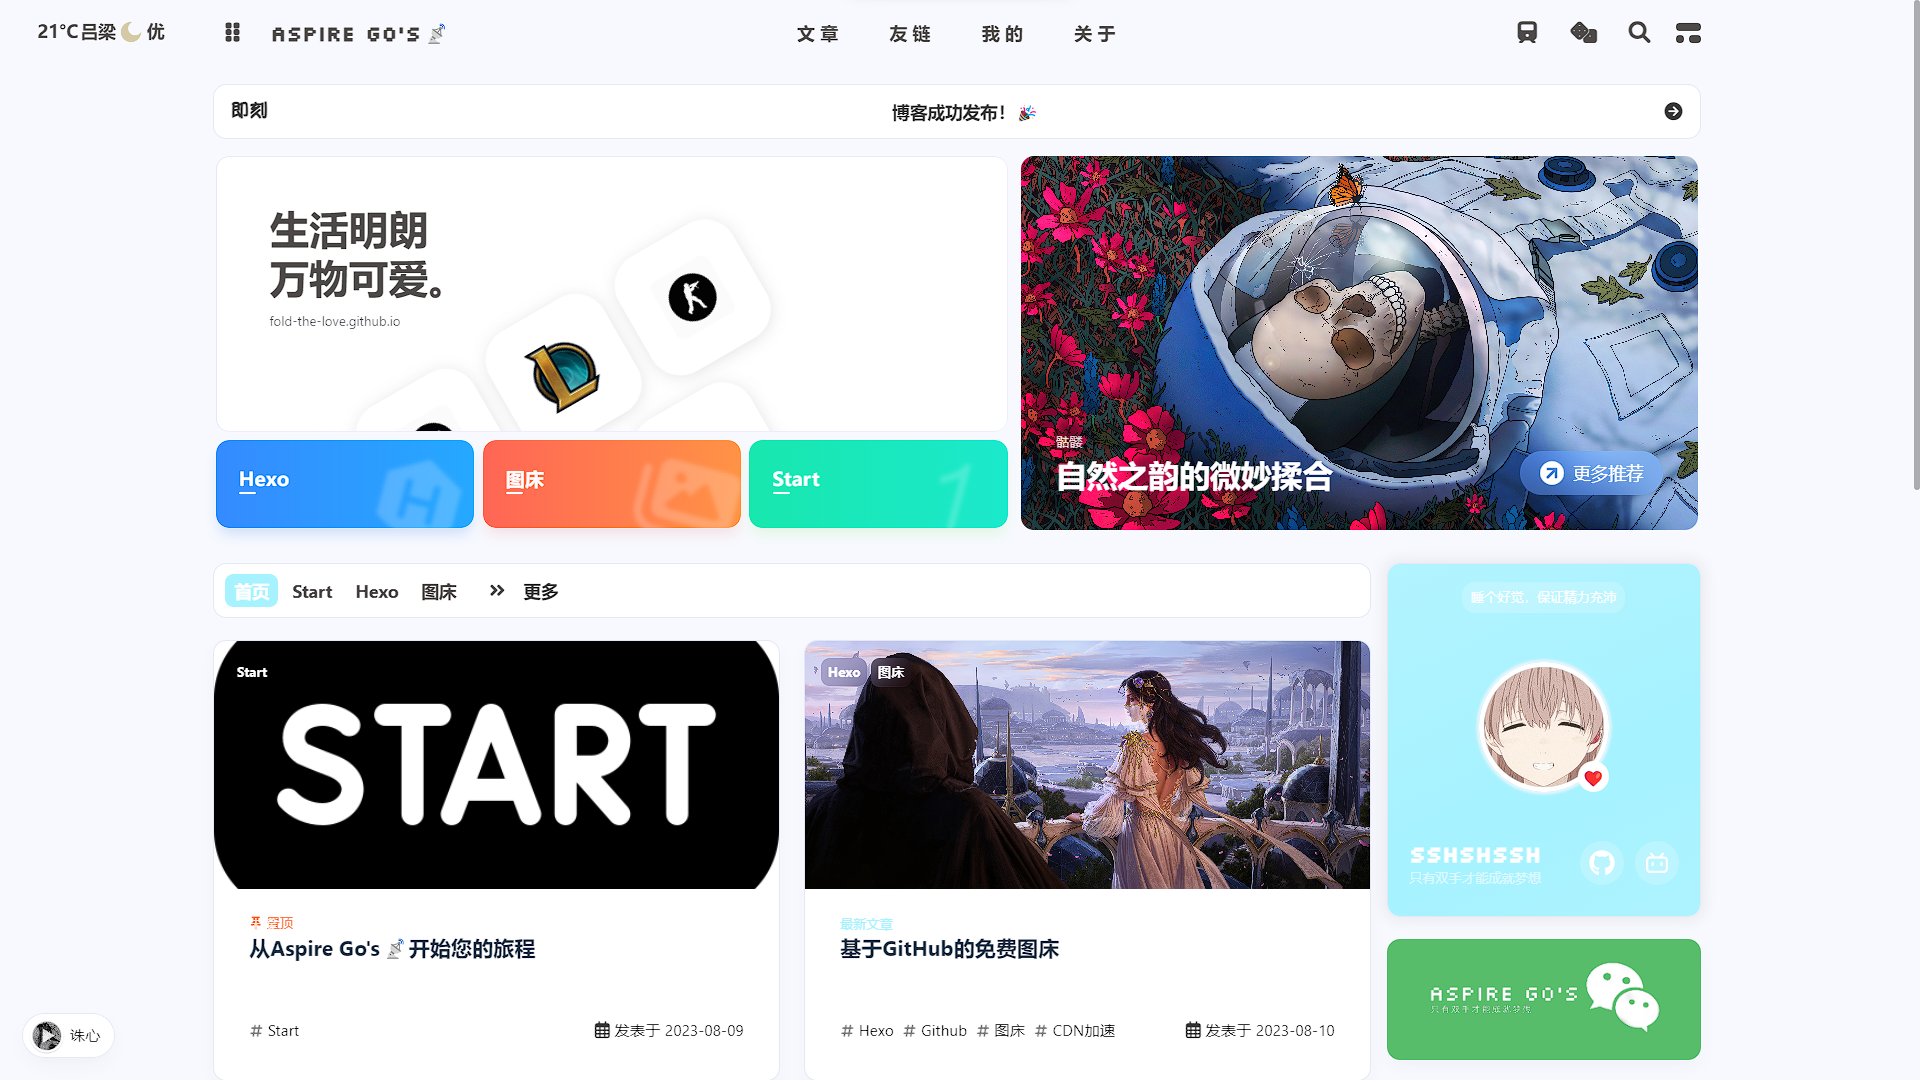 21°C 吕梁 优
ASPIRE GO'S
文章
友链
我的
关于
即刻
博客成功发布！🎉
生活明朗
万物可爱。
fold-the-love.github.io
骷髅
自然之韵的微妙揉合
更多推荐
Hexo
图床
Start
首页
Start
Hexo
图床
更多
Start
START
置顶
从Aspire Go's 📡 开始您的旅程
# Start
发表于 2023-08-09
Hexo
图床
最新文章
基于GitHub的免费图床
# Hexo # Github # 图床 # CDN加速
发表于 2023-08-10
睡个好觉，保证精力充沛
SSHSHSSH
只有双手才能成就梦想
ASPIRE GO'S
只有双手才能成就梦想
诛心